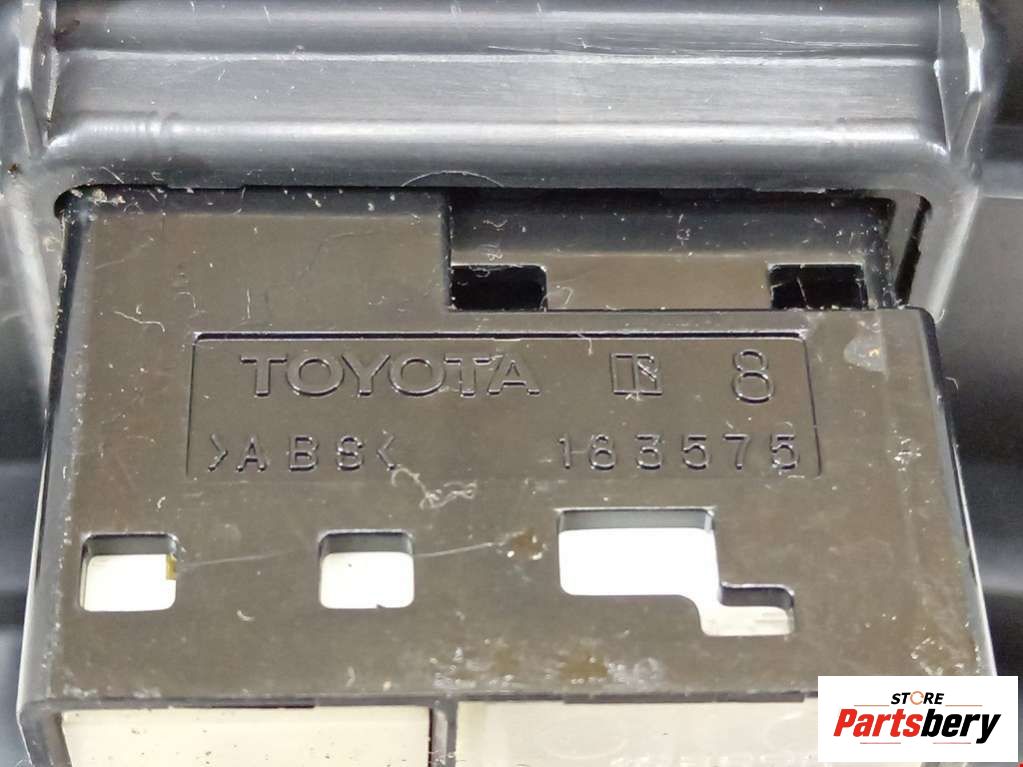 TOYOTA R 8
>ABS< 183575
STORE
Partsbery